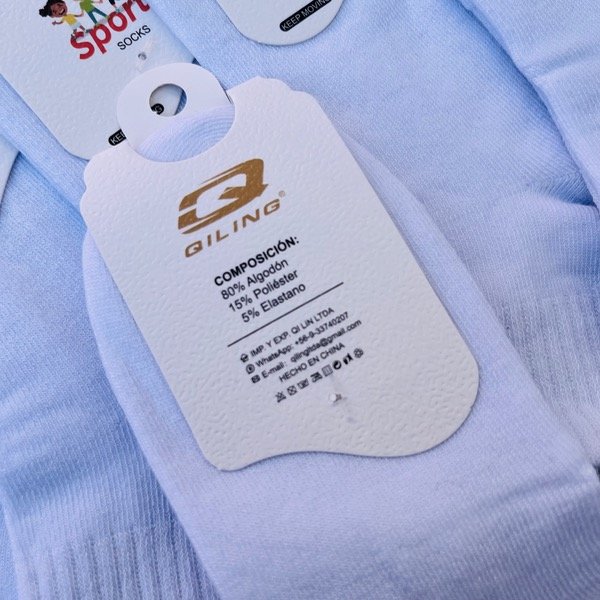 Sport
SOCKS
KEEP MOVING
QILING®
COMPOSICIÓN:
80% Algodón
15% Poliéster
5% Elastano
IMP. Y EXP. QI LIN LTDA
WhatsApp: +56-9-33740207
E-mail: qilingltda@gmail.com
HECHO EN CHINA